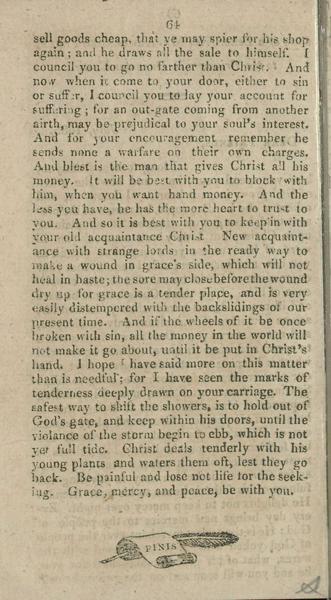 64
sell goods cheap, that ye may spier for his shop
again; and he draws all the sale to himself. I
council you to go no farther than Christ. And
now when it come to your door, either to sin
or suffer, I council you to lay your account for
suffering; for an out-gate coming from another
airth, may be prejudical to your soul's interest.
And for your encouragement remember he
sends none a warfare on their own charges.
And blest is the man that gives Christ all his
money. It will be best with you to block with
him, when you want hand money. And the
less you have, he has the more heart to trust to
you. And so it is best with you to keep in with
your old acquaintance Christ New acquaint-
ance with strange lords in the ready way to
make a wound in grace's side, which will not
heal in haste; the sore may close before the wound
dry up for grace is a tender place, and is very
easily distempered with the backslidings of our
present time. And if the wheels of it be once
broken with sin, all the money in the world will
not make it go about, uatil it be put in Christ's
hand. I hope I have said more on this matter
than is needful; for I have seen the marks of
tenderness deeply drawn on your carriage. The
safest way to shift the showers, is to hold out of
God's gate, and keep within his doors, until the
violance of the storm begin to ebb, which is not
yet full tide. Christ deals tenderly with his
young plants and waters them oft, lest they go
back. Be painful and lose not life for the seek-
ing. Grace, mercy, and peace, be with you.
FINIS